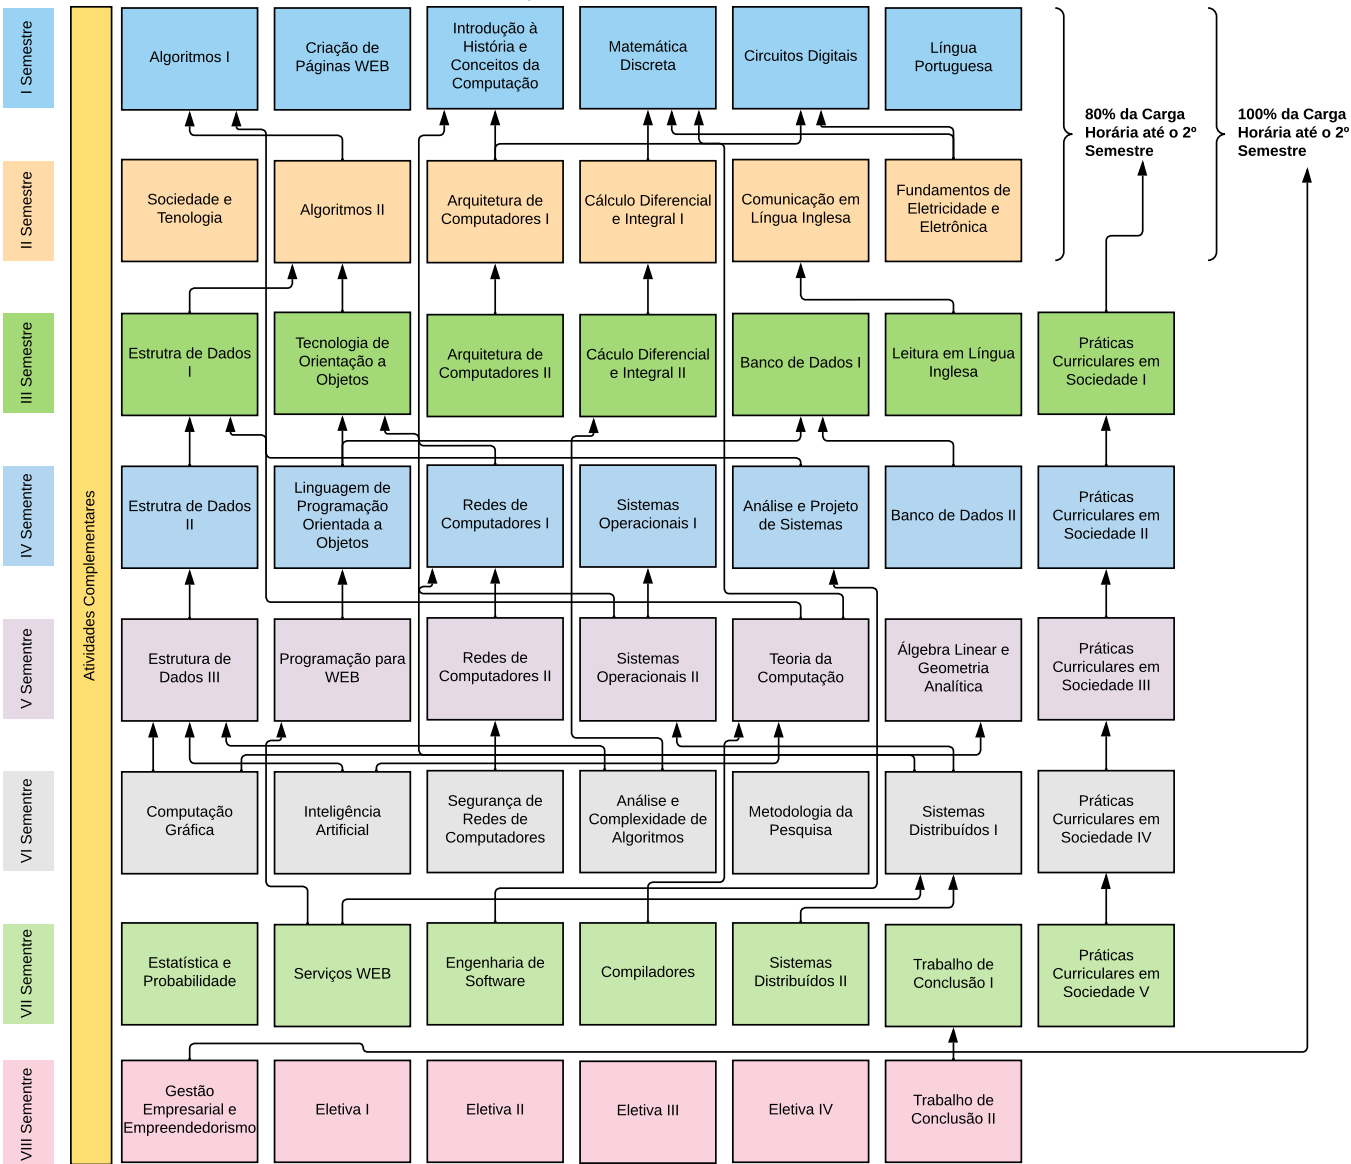 I Semestre
Algoritmos I
Criação de
Páginas WEB
Introdução à
História e
Conceitos da
Computação
Matemática
Discreta
Circuitos Digitais
Língua
Portuguesa
80% da Carga
Horária até o 2º
Semestre
100% da Carga
Horária até o 2º
Semestre
II Semestre
Sociedade e
Tenologia
Algoritmos II
Arquitetura de
Computadores I
Cálculo Diferencial
e Integral I
Comunicação em
Língua Inglesa
Fundamentos de
Eletricidade e
Eletrônica
III Semestre
Estrutra de Dados
I
Tecnologia de
Orientação a
Objetos
Arquitetura de
Computadores II
Cáculo Diferencial
e Integral II
Banco de Dados I
Leitura em Língua
Inglesa
Práticas
Curriculares em
Sociedade I
Atividades Complementares
IV Sementre
Estrutra de Dados
II
Linguagem de
Programação
Orientada a
Objetos
Redes de
Computadores I
Sistemas
Operacionais I
Análise e Projeto
de Sistemas
Banco de Dados II
Práticas
Curriculares em
Sociedade II
V Sementre
Estrutura de
Dados III
Programação para
WEB
Redes de
Computadores II
Sistemas
Operacionais II
Teoria da
Computação
Álgebra Linear e
Geometria
Analítica
Práticas
Curriculares em
Sociedade III
VI Sementre
Computação
Gráfica
Inteligência
Artificial
Segurança de
Redes de
Computadores
Análise e
Complexidade de
Algoritmos
Metodologia da
Pesquisa
Sistemas
Distribuídos I
Práticas
Curriculares em
Sociedade IV
VII Sementre
Estatística e
Probabilidade
Serviços WEB
Engenharia de
Software
Compiladores
Sistemas
Distribuídos II
Trabalho de
Conclusão I
Práticas
Curriculares em
Sociedade V
VIII Sementre
Gestão
Empresarial e
Empreendedorismo
Eletiva I
Eletiva II
Eletiva III
Eletiva IV
Trabalho de
Conclusão II